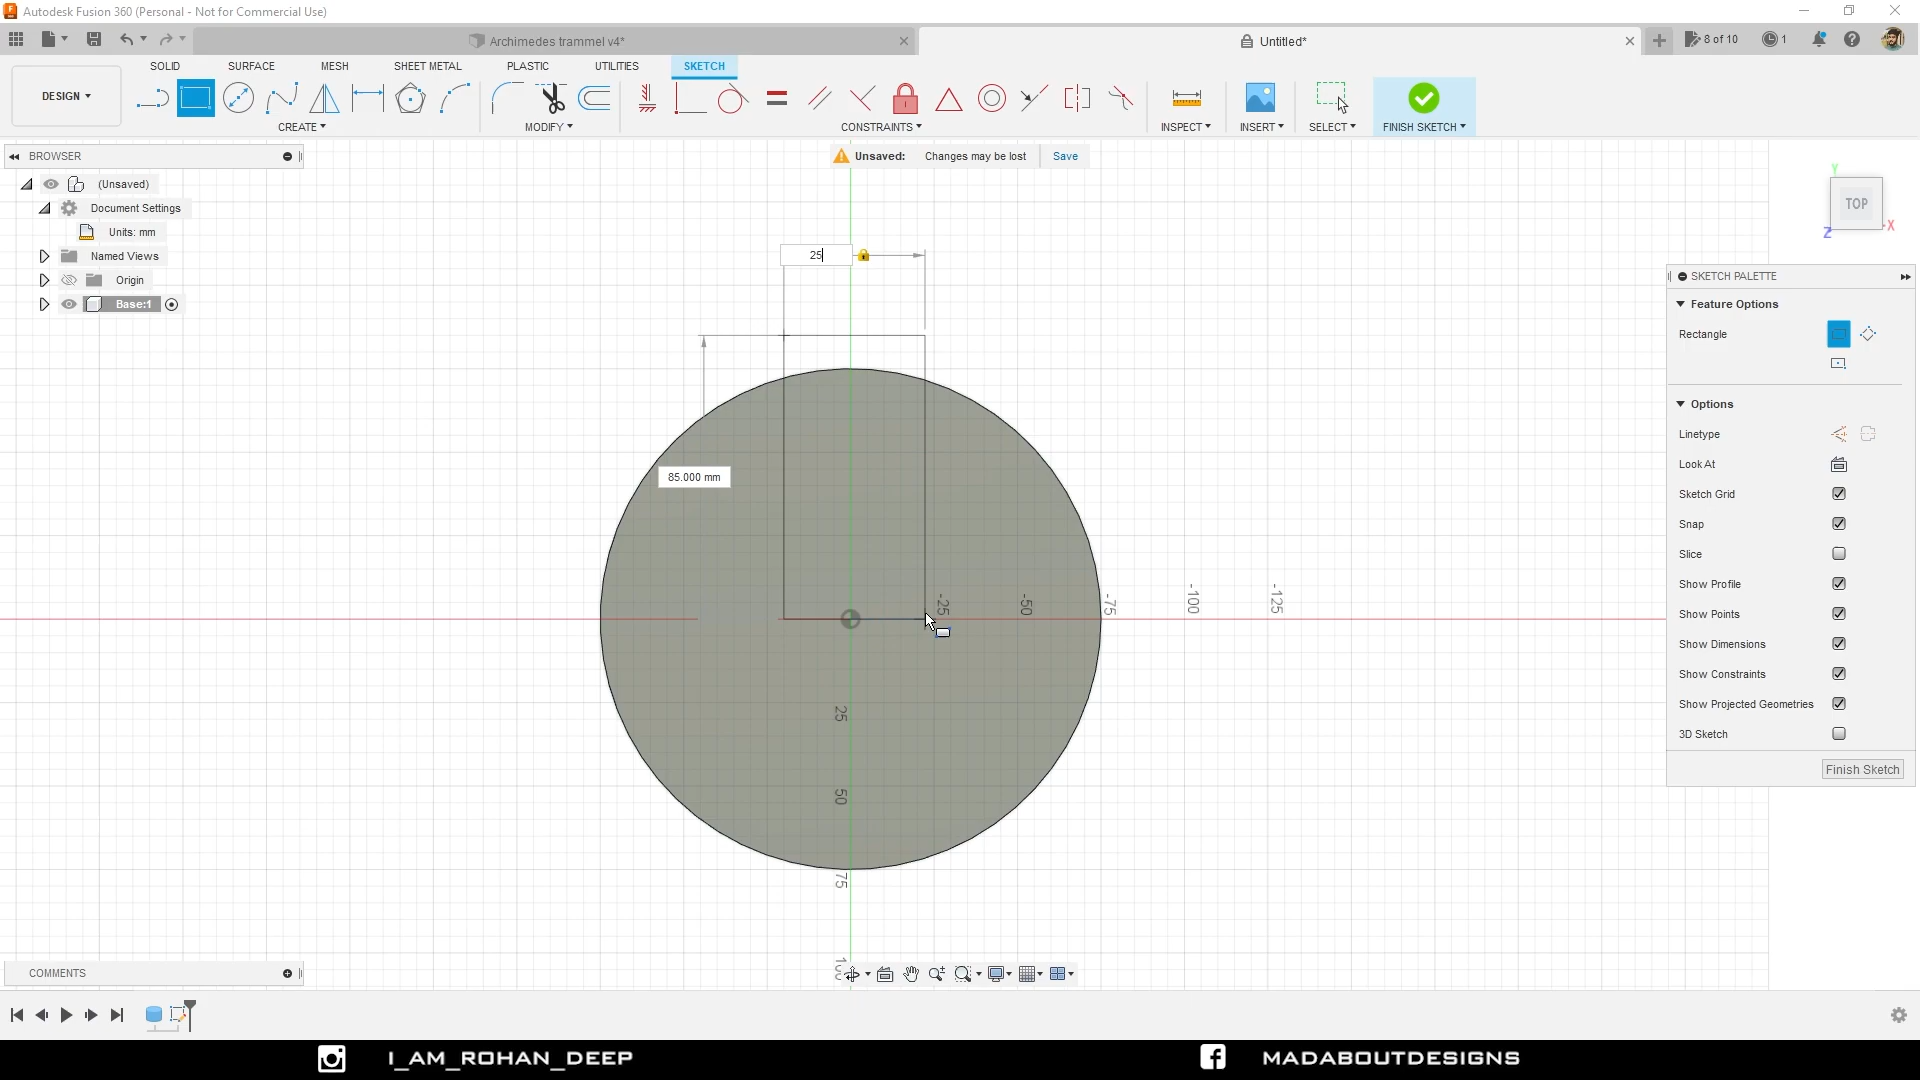 Autodesk Fusion 360 (Personal - Not for Commercial Use)
Archimedes trammel v4*
Untitled*
8 of 10
1
SOLID
SURFACE
MESH
SHEET METAL
PLASTIC
UTILITIES
SKETCH
DESIGN
CREATE
MODIFY
CONSTRAINTS
INSPECT
INSERT
SELECT
FINISH SKETCH
BROWSER
Unsaved:
Changes may be lost
Save
(Unsaved)
Document Settings
Units: mm
Named Views
Origin
Base:1
25
85.000 mm
-25
-50
-75
-100
-125
25
50
75
Y
TOP
X
Z
SKETCH PALETTE
Feature Options
Rectangle
Options
Linetype
Look At
Sketch Grid
Snap
Slice
Show Profile
Show Points
Show Dimensions
Show Constraints
Show Projected Geometries
3D Sketch
Finish Sketch
COMMENTS
I_AM_ROHAN_DEEP
MADABOUTDESIGNS